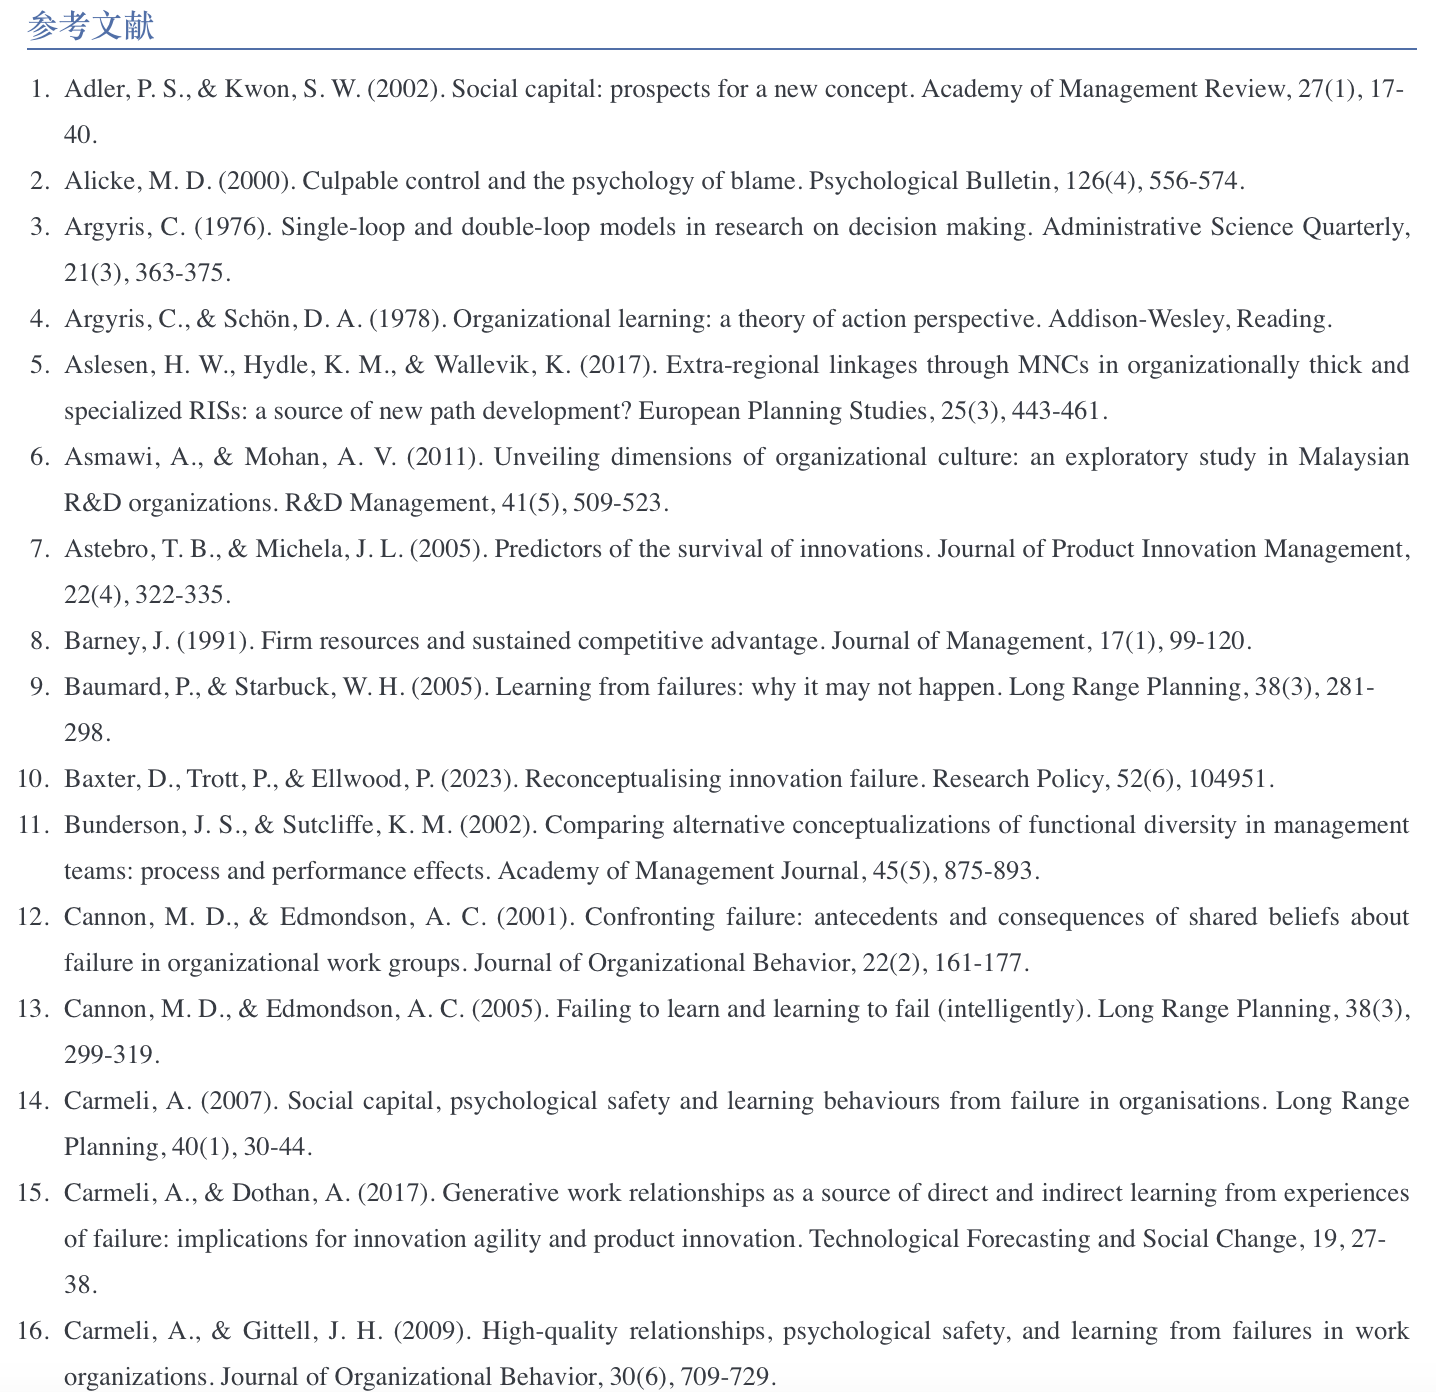 参考文献
1. Adler, P. S., & Kwon, S. W. (2002). Social capital: prospects for a new concept. Academy of Management Review, 27(1), 17-
40.
2. Alicke, M. D. (2000). Culpable control and the psychology of blame. Psychological Bulletin, 126(4), 556-574.
3. Argyris, C. (1976). Single-loop and double-loop models in research on decision making. Administrative Science Quarterly,
21(3), 363-375.
4. Argyris, C., & Schön, D. A. (1978). Organizational learning: a theory of action perspective. Addison-Wesley, Reading.
5. Aslesen, H. W., Hydle, K. M., & Wallevik, K. (2017). Extra-regional linkages through MNCs in organizationally thick and
specialized RISs: a source of new path development? European Planning Studies, 25(3), 443-461.
6. Asmawi, A., & Mohan, A. V. (2011). Unveiling dimensions of organizational culture: an exploratory study in Malaysian
R&D organizations. R&D Management, 41(5), 509-523.
7. Astebro, T. B., & Michela, J. L. (2005). Predictors of the survival of innovations. Journal of Product Innovation Management,
22(4), 322-335.
8. Barney, J. (1991). Firm resources and sustained competitive advantage. Journal of Management, 17(1), 99-120.
9. Baumard, P., & Starbuck, W. H. (2005). Learning from failures: why it may not happen. Long Range Planning, 38(3), 281-
298.
10. Baxter, D., Trott, P., & Ellwood, P. (2023). Reconceptualising innovation failure. Research Policy, 52(6), 104951.
11. Bunderson, J. S., & Sutcliffe, K. M. (2002). Comparing alternative conceptualizations of functional diversity in management
teams: process and performance effects. Academy of Management Journal, 45(5), 875-893.
12. Cannon, M. D., & Edmondson, A. C. (2001). Confronting failure: antecedents and consequences of shared beliefs about
failure in organizational work groups. Journal of Organizational Behavior, 22(2), 161-177.
13. Cannon, M. D., & Edmondson, A. C. (2005). Failing to learn and learning to fail (intelligently). Long Range Planning, 38(3),
299-319.
14. Carmeli, A. (2007). Social capital, psychological safety and learning behaviours from failure in organisations. Long Range
Planning, 40(1), 30-44.
15. Carmeli, A., & Dothan, A. (2017). Generative work relationships as a source of direct and indirect learning from experiences
of failure: implications for innovation agility and product innovation. Technological Forecasting and Social Change, 19, 27-
38.
16. Carmeli, A., & Gittell, J. H. (2009). High-quality relationships, psychological safety, and learning from failures in work
organizations. Journal of Organizational Behavior, 30(6), 709-729.